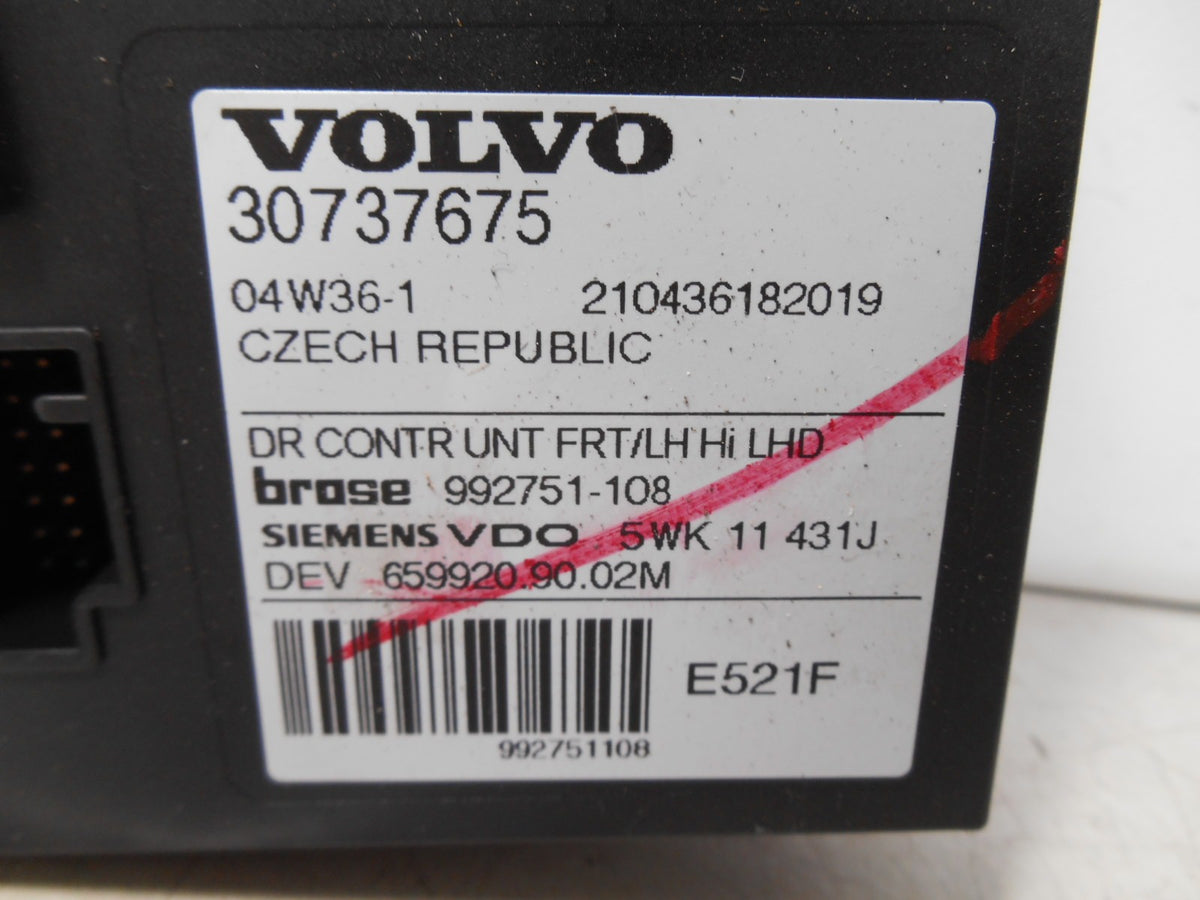 VOLVO
30737675
04W36-1 210436182019
CZECH REPUBLIC
DR CONTR UNT FRT/LH Hi LHD
brose 992751-108
SIEMENS VDO 5WK 11 431J
DEV 659920.90.02M
E521F
992751108